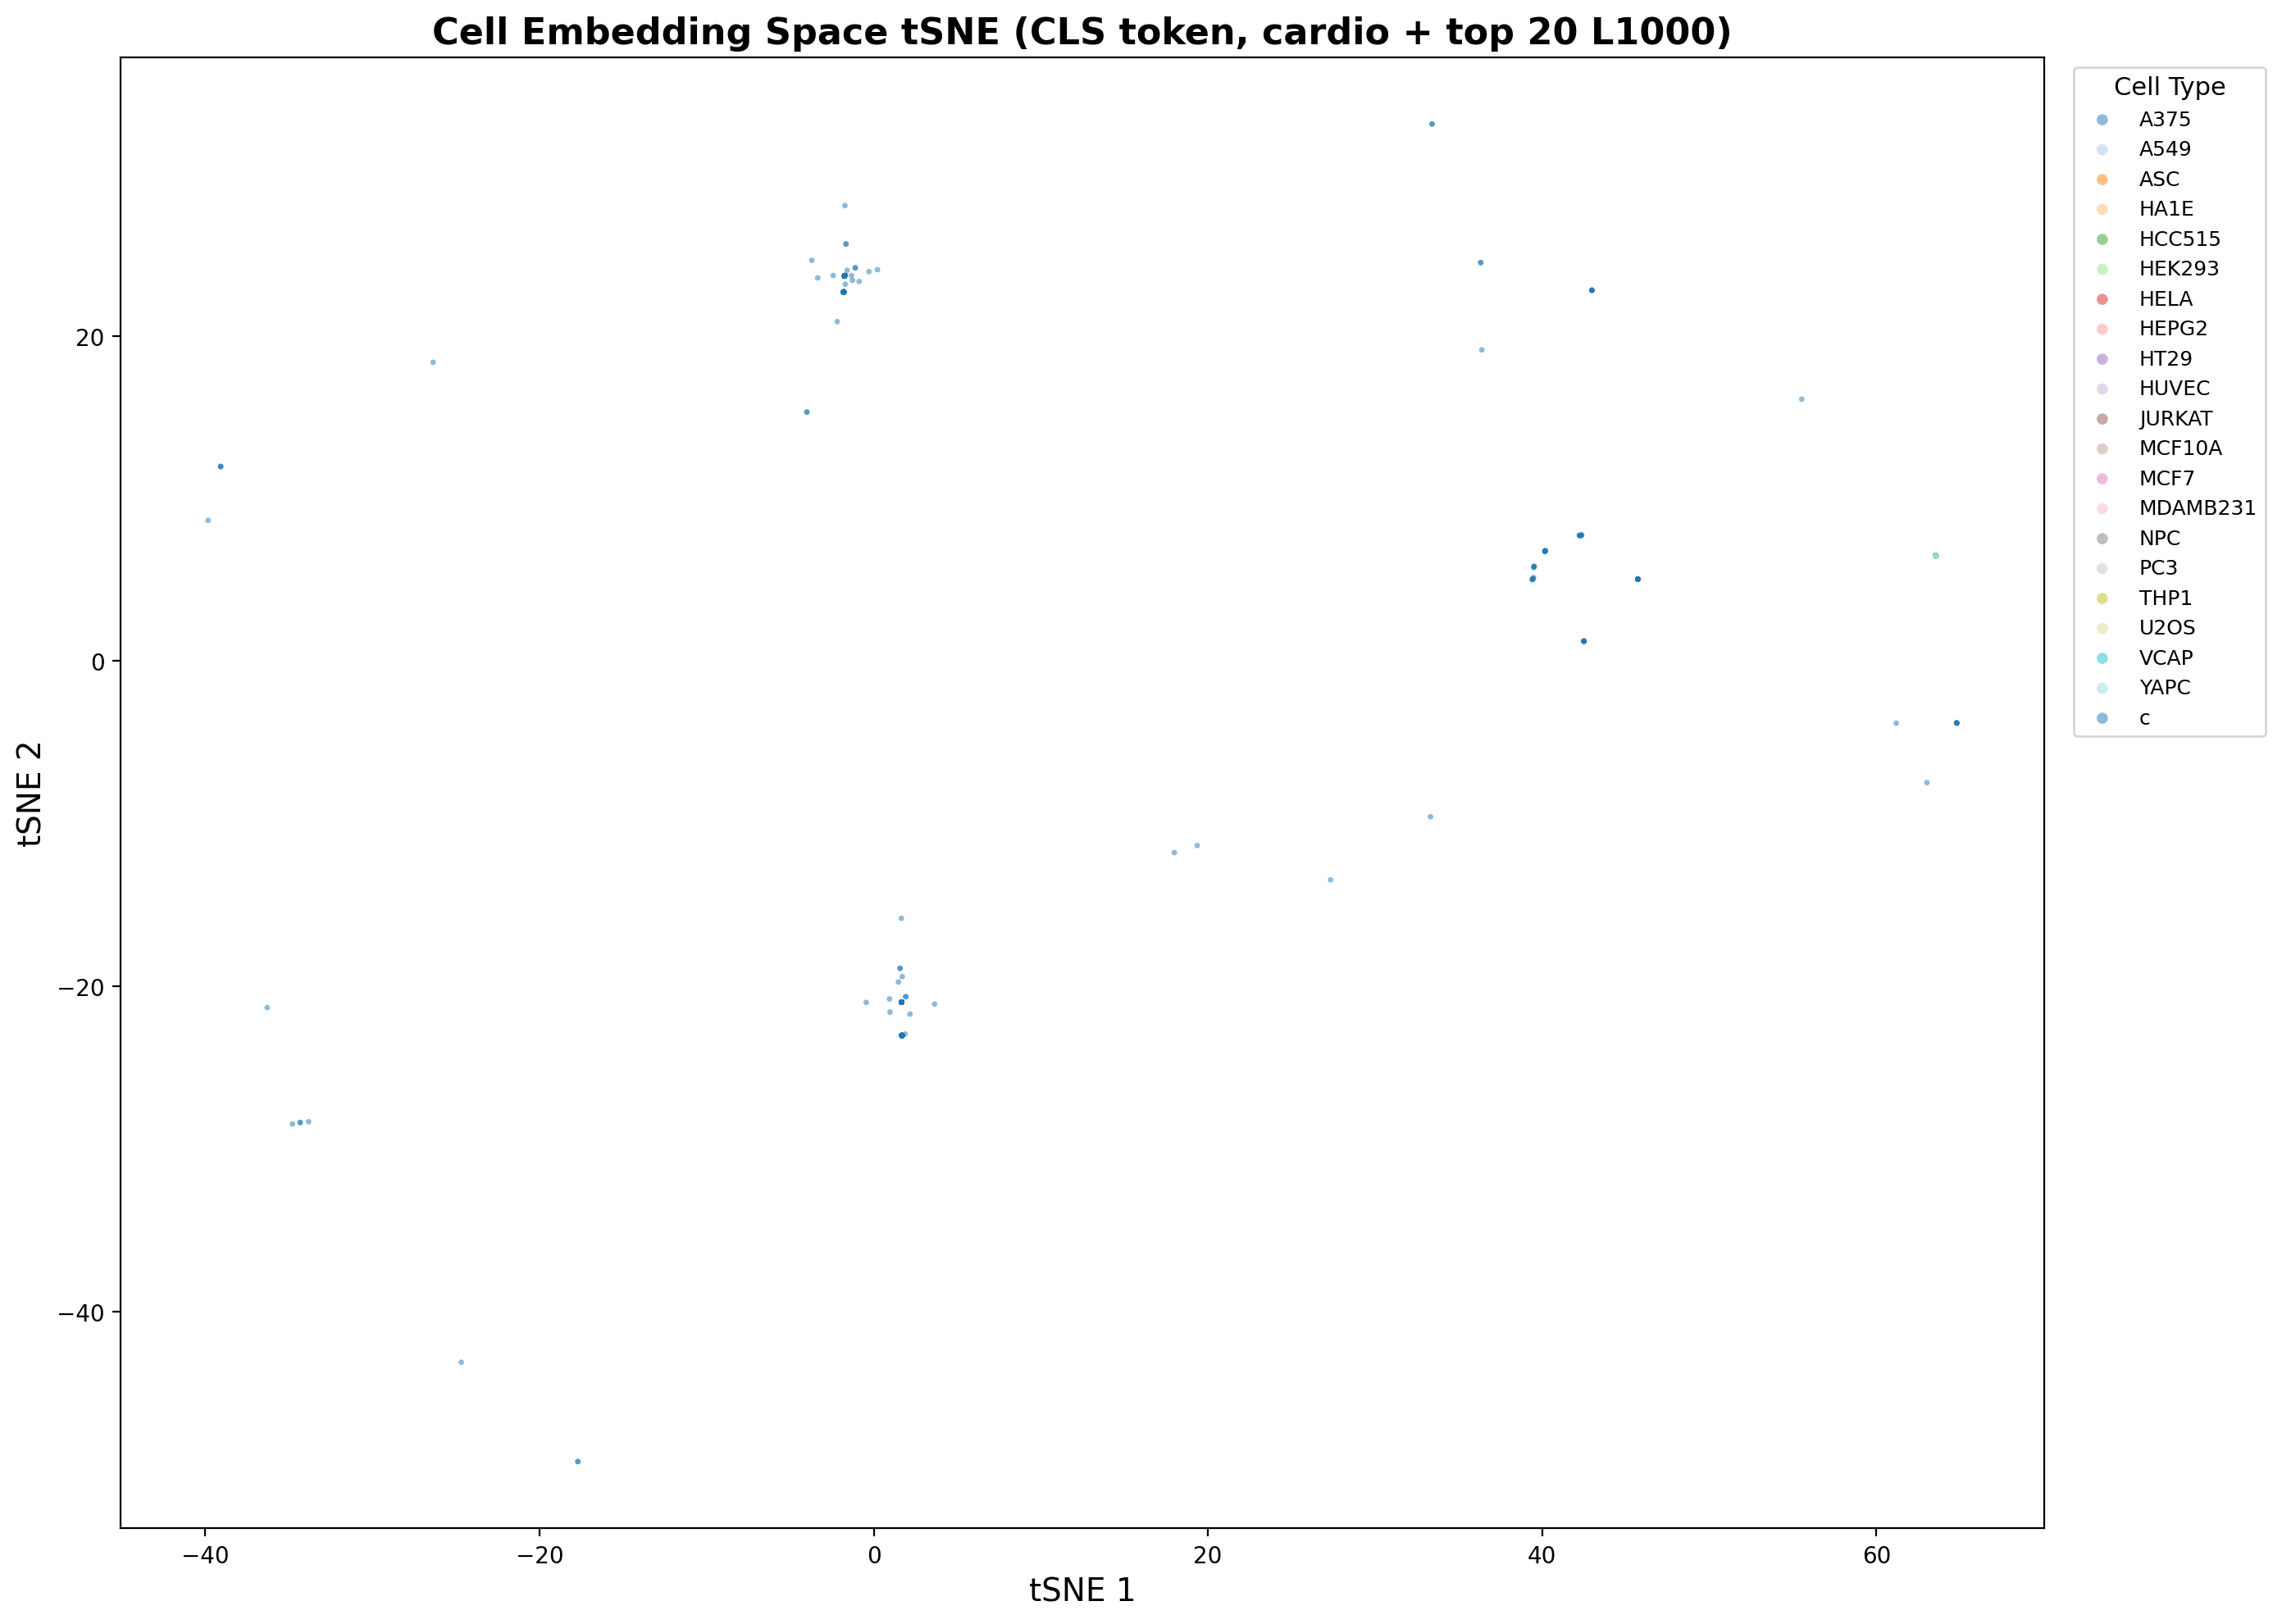 Cell Embedding Space tSNE (CLS token, cardio + top 20 L1000)
Cell Type
A375
A549
ASC
HA1E
HCC515
HEK293
HELA
HEPG2
HT29
HUVEC
JURKAT
MCF10A
MCF7
MDAMB231
NPC
PC3
THP1
U2OS
VCAP
YAPC
c
tSNE 2
20
0
−20
−40
−40
−20
0
20
40
60
tSNE 1